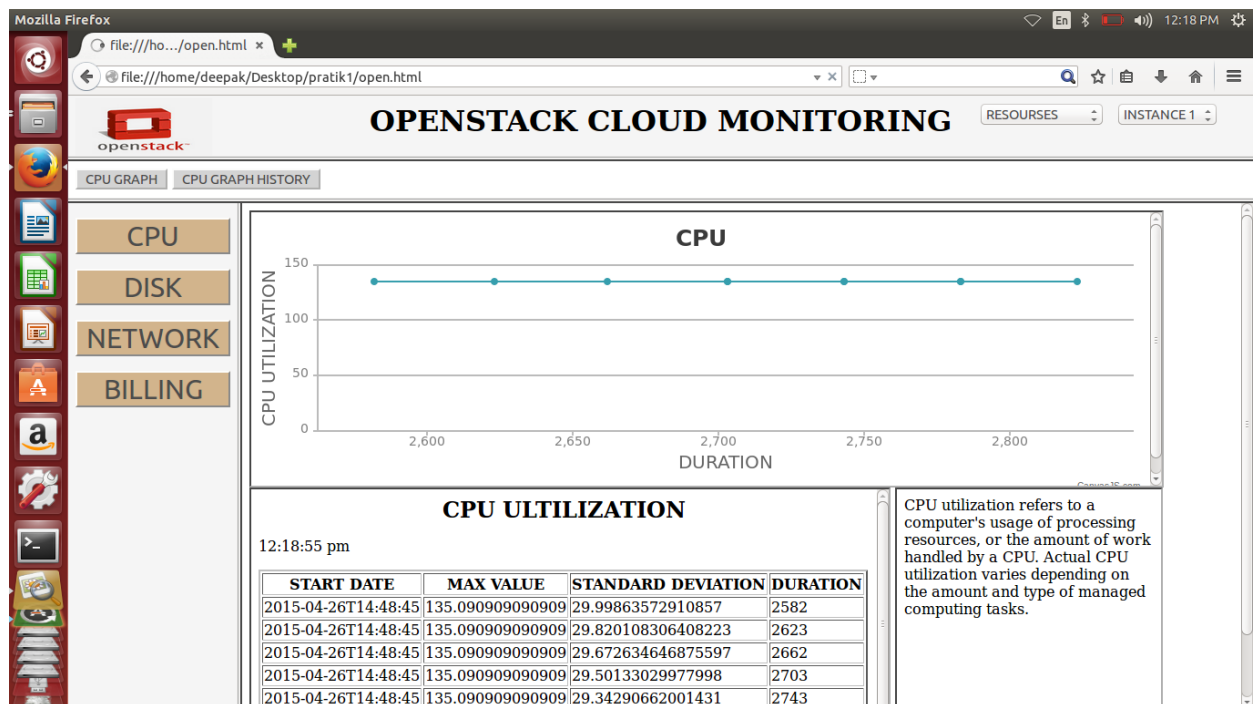 Mozilla Firefox
En
12:18 PM
file:///ho.../open.html
file:///home/deepak/Desktop/pratik1/open.html
openstack
OPENSTACK CLOUD MONITORING
RESOURSES
INSTANCE 1
CPU GRAPH
CPU GRAPH HISTORY
CPU
DISK
NETWORK
BILLING
CPU
CPU UTILIZATION
150
100
50
0
2,600 2,650 2,700 2,750 2,800
DURATION
CanvasJS.com
CPU ULTILIZATION
12:18:55 pm
START DATE MAX VALUE STANDARD DEVIATION DURATION
2015-04-26T14:48:45 135.090909090909 29.99863572910857 2582
2015-04-26T14:48:45 135.090909090909 29.820108306408223 2623
2015-04-26T14:48:45 135.090909090909 29.672634646875597 2662
2015-04-26T14:48:45 135.090909090909 29.50133029977998 2703
2015-04-26T14:48:45 135.090909090909 29.34290662001431 2743
CPU utilization refers to a
computer's usage of processing
resources, or the amount of work
handled by a CPU. Actual CPU
utilization varies depending on
the amount and type of managed
computing tasks.